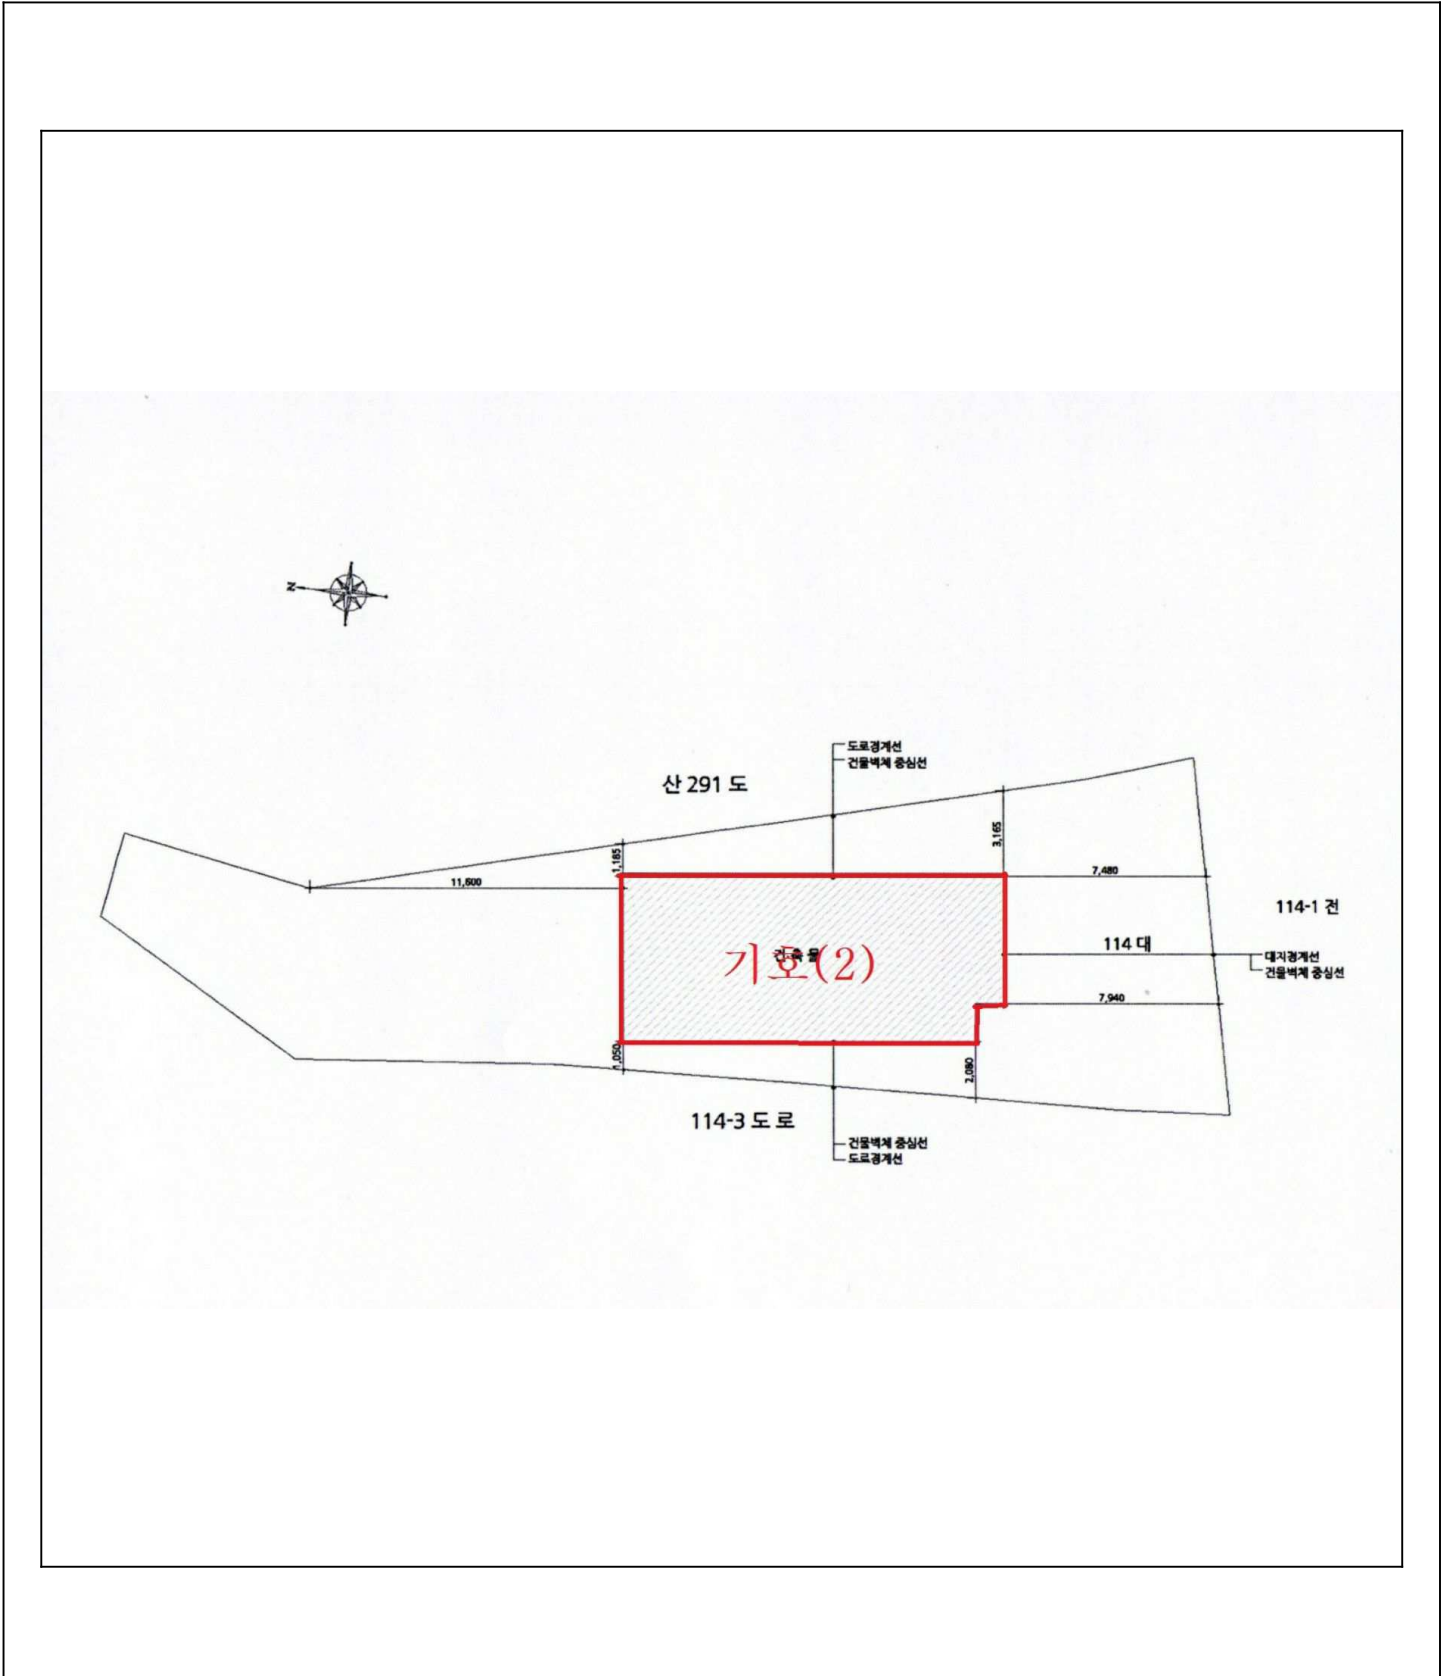 N
도로경계선
건물벽체 중심선
산 291 도
3,165
1,185
7,480
11,600
114-1 전
114 대
기호(2)
건축물
대지경계선
건물벽체 중심선
7,940
1,050
2,080
114-3 도 로
건물벽체 중심선
도로경계선